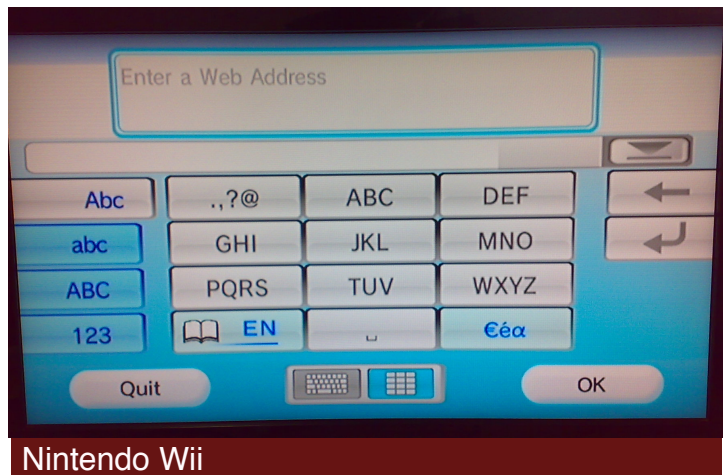 Enter a Web Address
Abc .,?@ ABC DEF
abc GHI JKL MNO
ABC PQRS TUV WXYZ
123 EN ␣ €éα
Quit OK
Nintendo Wii